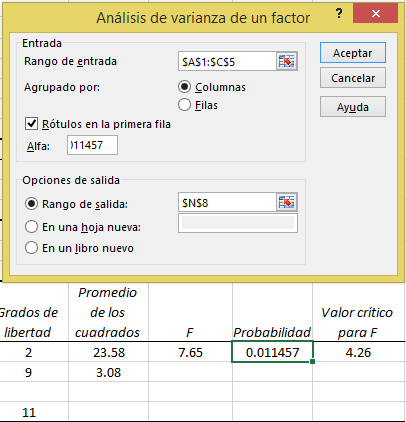 Análisis de varianza de un factor
? ×
Entrada
Rango de entrada $A$1:$C$5
Agrupado por: Columnas
Filas
Rótulos en la primera fila
Alfa: )11457
Aceptar
Cancelar
Ayuda
Opciones de salida
Rango de salida: $N$8
En una hoja nueva:
En un libro nuevo
Grados de libertad Promedio de los cuadrados F Probabilidad Valor crítico para F
2 23.58 7.65 0.011457 4.26
9 3.08
11